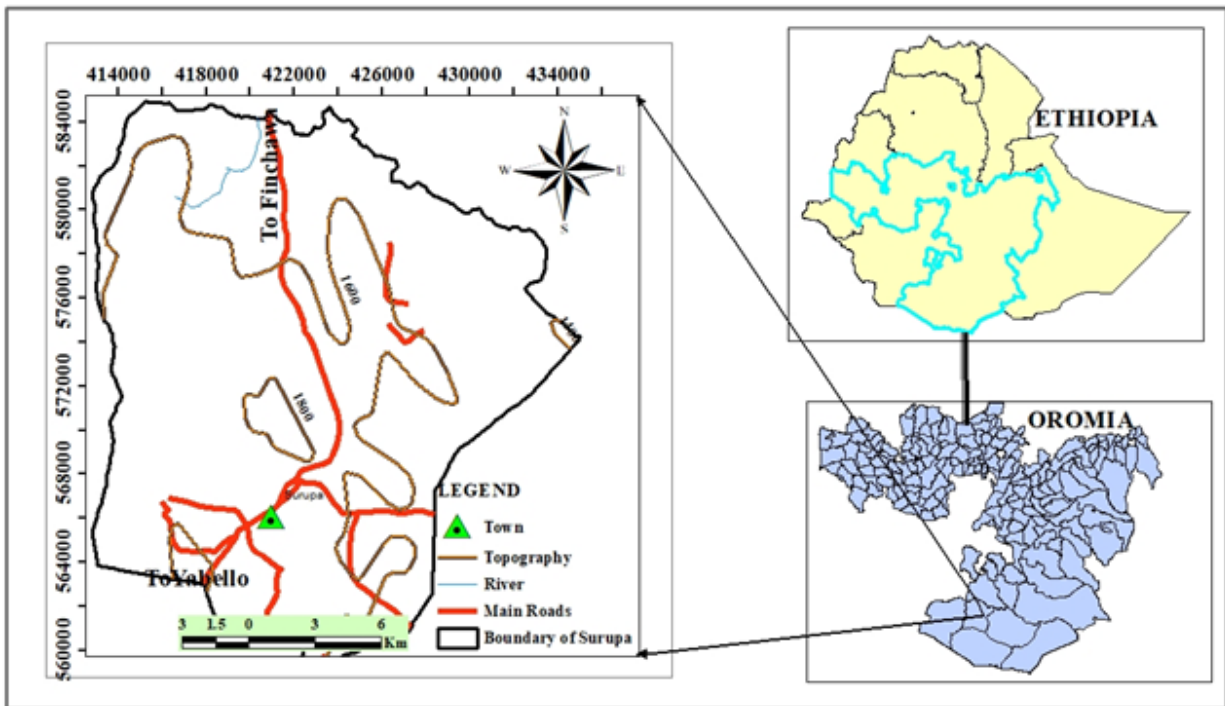 414000 418000 422000 426000 430000 434000
584000
580000
576000
572000
568000
564000
560000
To Finchawa
N
W
U
S
1600
1800
Surupa
ToYabello
3 1.5 0 3 6
Km
LEGEND
Town
Topography
River
Main Roads
Boundary of Surupa
ETHIOPIA
OROMIA